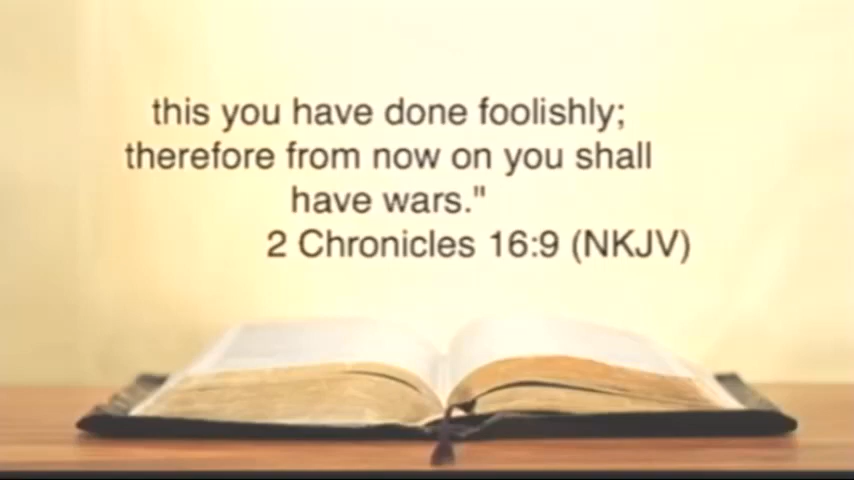 this you have done foolishly;
therefore from now on you shall
have wars."
2 Chronicles 16:9 (NKJV)